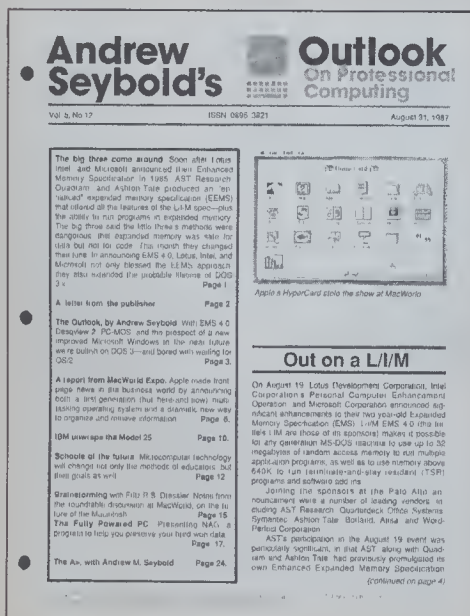 Andrew
Seybold's
Outlook
On Professional
Computing
Vol. 5, No 12
ISSN 0895 3821
August 31, 1987
The big three come around Soon after Lotus
Intel and Microsoft announced their Enhanced
Memory Specification in 1985 AST Research
Quadram and Ashton Tate produced an "en
hanced" expanded memory specification (EEMS)
that offered all the features of the L/I/M spec—plus
the ability to run programs in expanded memory
The big three said the little three's methods were
dangerous that expanded memory was safe for
data but not for code This month they changed
their tune In announcing EMS 4 0, Lotus, Intel, and
Microsoft not only blessed the EEMS approach
they also extended the probable lifetime of DOS
3 x Page 1
A letter from the publisher Page 2
The Outlook, by Andrew Seybold With EMS 4 0
Desqview 2 PC-MOS and the prospect of a new
improved Microsoft Windows in the near future
we're bullish on DOS 3—and bored with waiting for
OS/2 Page 3.
A report from MacWorld Expo. Apple made front
page news in the business world by announcing
both a first generation (but here-and now) multi
tasking operating system and a dramatic new way
to organize and retrieve information Page 6.
IBM unwraps the Model 25 Page 10.
Schools of the future Microcomputer technology
will change not only the methods of educators but
their goals as well Page 12
Brainstorming with Fritz R S Dressler Notes from
the roundtable discussion at MacWorld, on the fu
ture of the Macintosh Page 15
The Fully Powered PC Presenting NAG, a
program to help you preserve your hard won data
Page 17.
The A>, with Andrew M. Seybold Page 24.
Apple's HyperCard stole the show at MacWorld
Out on a L/I/M
On August 19 Lotus Development Corporation, Intel
Corporation's Personal Computer Enhancement
Operation and Microsoft Corporation announced sig-
nificant enhancements to their two year-old Expanded
Memory Specification (EMS) L/I/M EMS 4 0 (the ini
tials LIM are those of its sponsors) makes it possible
for any generation MS-DOS machine to use up to 32
megabytes of random access memory to run multiple
application programs, as well as to use memory above
640K to run terminate-and-stay resident (TSR)
programs and software add ins
Joining the sponsors at the Palo Alto an
nouncement were a number of leading vendors in
cluding AST Research Quarterdeck Office Systems
Symantec Ashton Tate Borland, Ansa and Word-
Perfect Corporation
AST's participation in the August 19 event was
particularly significant, in that AST along with Quad-
ram and Ashton Tate had previously promulgated its
own Enhanced Expanded Memory Specification
(continued on page 4)